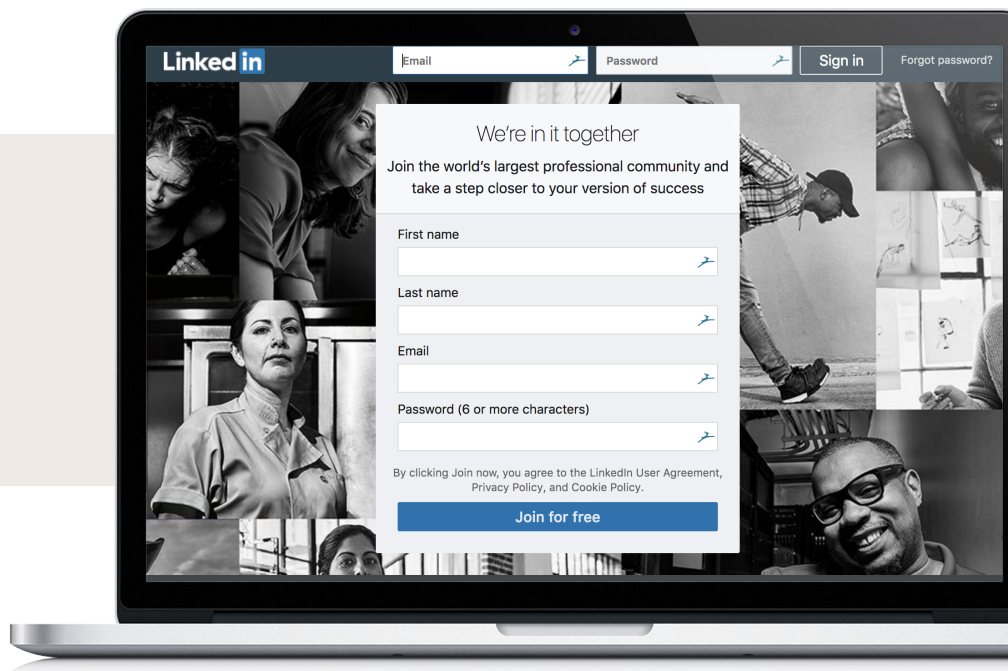 Linked in
Email
Password
Sign in
Forgot password?
We're in it together
Join the world's largest professional community and
take a step closer to your version of success
First name
Last name
Email
Password (6 or more characters)
By clicking Join now, you agree to the LinkedIn User Agreement,
Privacy Policy, and Cookie Policy.
Join for free